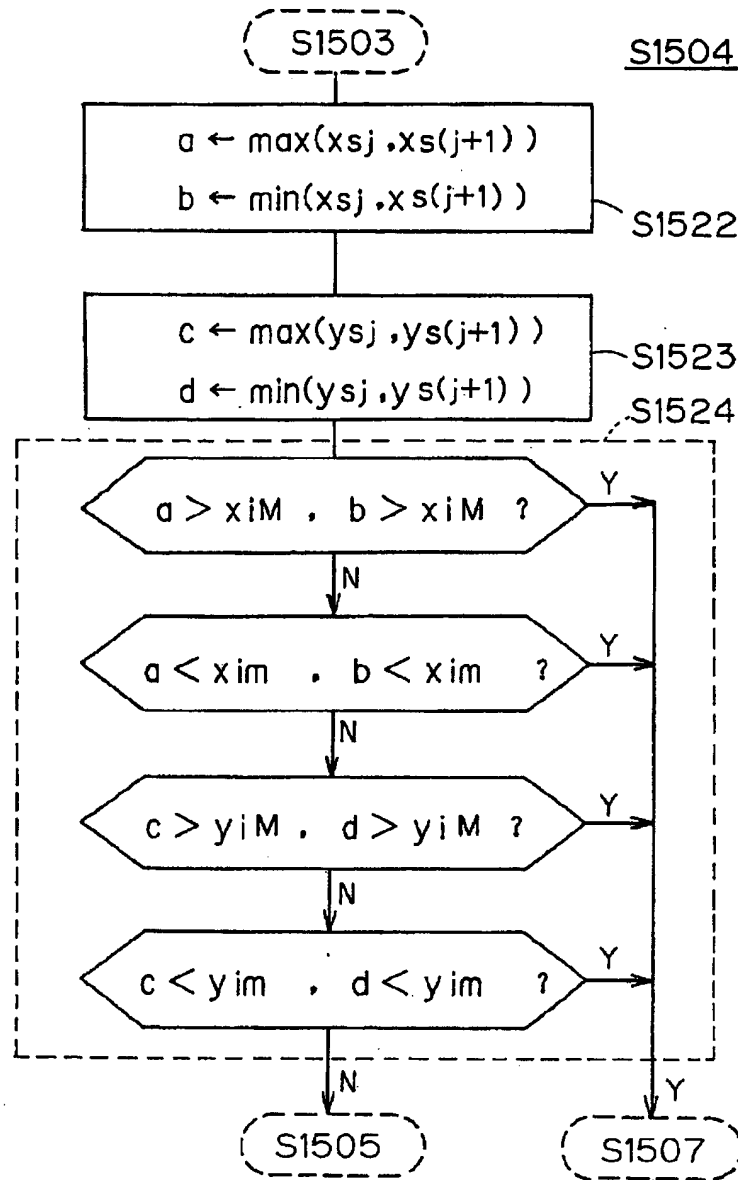 S1503
S1504
a ← max(xsj,xs(j+1))
b ← min(xsj,xs(j+1))
S1522
c ← max(ysj,ys(j+1))
d ← min(ysj,ys(j+1))
S1523
S1524
a > xiM , b > xiM ?
Y
N
a < xim , b < xim ?
Y
N
c > yiM , d > yiM ?
Y
N
c < yim , d < yim ?
Y
N
Y
S1505
S1507